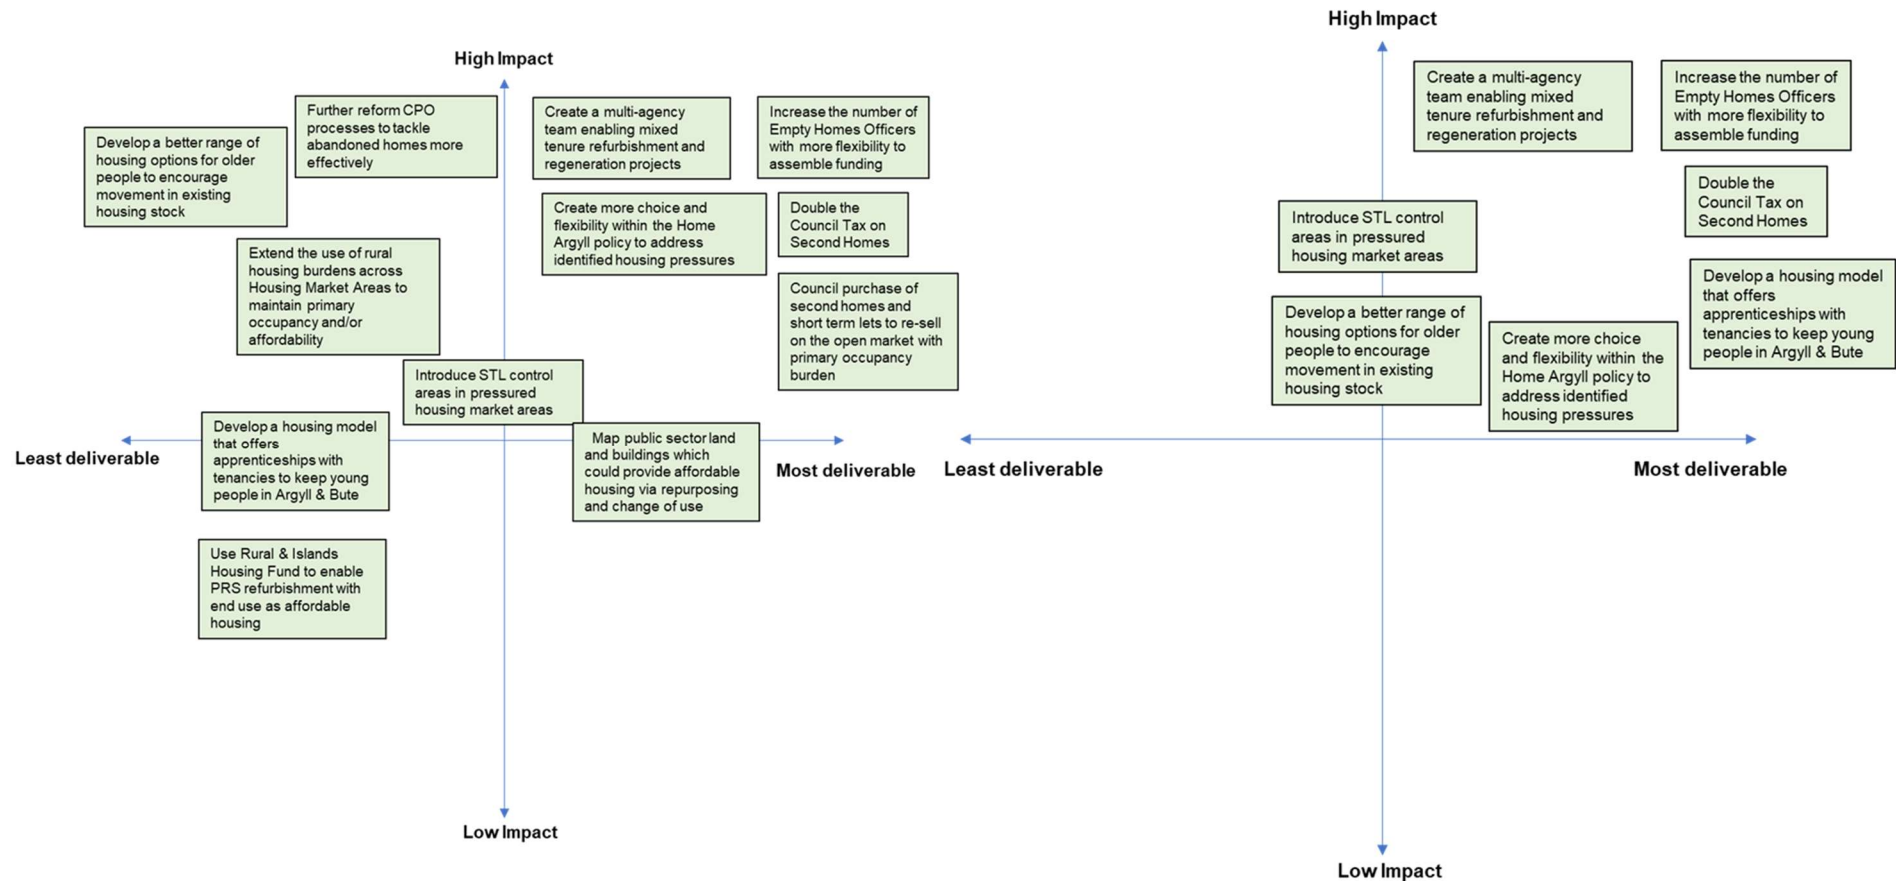 High Impact
Further reform CPO
processes to tackle
abandoned homes more
effectively
Create a multi-agency
team enabling mixed
tenure refurbishment and
regeneration projects
Increase the number of
Empty Homes Officers
with more flexibility to
assemble funding
Develop a better range of
housing options for older
people to encourage
movement in existing
housing stock
Create more choice and
flexibility within the Home
Argyll policy to address
identified housing pressures
Double the
Council Tax on
Second Homes
Extend the use of rural
housing burdens across
Housing Market Areas to
maintain primary
occupancy and/or
affordability
Council purchase of
second homes and
short term lets to re-sell
on the open market with
primary occupancy
burden
Introduce STL control
areas in pressured
housing market areas
Least deliverable
Develop a housing model
that offers
apprenticeships with
tenancies to keep young
people in Argyll & Bute
Map public sector land
and buildings which
could provide affordable
housing via repurposing
and change of use
Most deliverable
Use Rural & Islands
Housing Fund to enable
PRS refurbishment with
end use as affordable
housing
Low Impact
High Impact
Create a multi-agency
team enabling mixed
tenure refurbishment and
regeneration projects
Increase the number of
Empty Homes Officers
with more flexibility to
assemble funding
Double the
Council Tax on
Second Homes
Introduce STL control
areas in pressured
housing market areas
Develop a housing model
that offers
apprenticeships with
tenancies to keep young
people in Argyll & Bute
Develop a better range of
housing options for older
people to encourage
movement in existing
housing stock
Create more choice
and flexibility within the
Home Argyll policy to
address identified
housing pressures
Least deliverable
Most deliverable
Low Impact